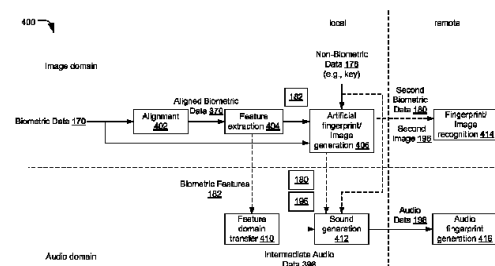 400
local
remote
Image domain
Non-Biometric
Data 175
(e.g., key)
Aligned Biometric
Data 370
182
Second
Biometric
Data 180
Biometric Data 170
Alignment
402
Feature
extraction 404
Artificial
fingerprint/
Image
generation 406
Second
Image 196
Fingerprint/
Image
recognition 414
Biometric Features
182
180
196
Feature
domain
transfer 410
Sound
generation
412
Audio
Data 198
Audio
fingerprint
generation 416
Intermediate Audio
Data 396
Audio domain